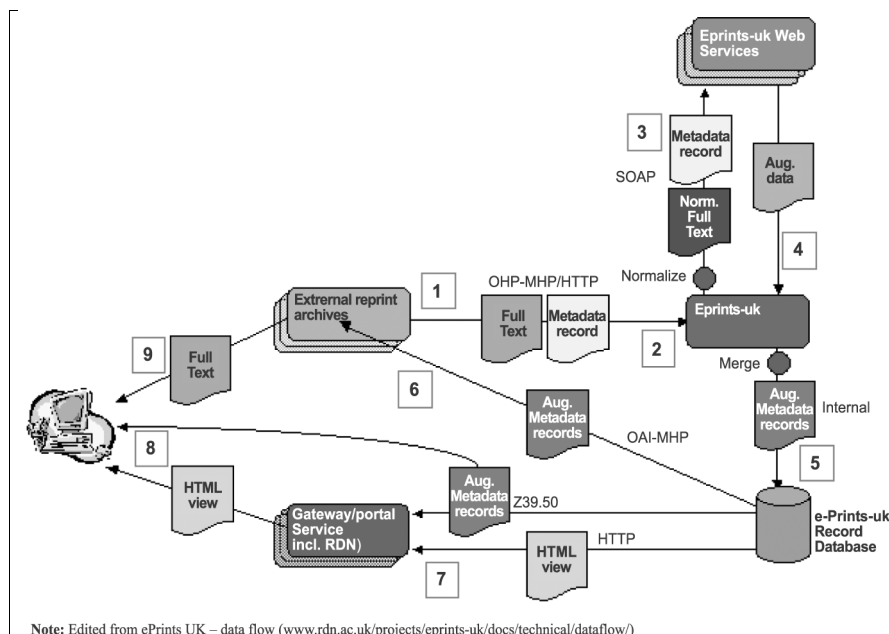 Eprints-uk Web
Services
3
Metadata
record
SOAP
Aug.
data
Norm.
Full
Text
4
Normalize
1
OHP-MHP/HTTP
Extrernal reprint
archives
Full
Text
Metadata
record
Eprints-uk
2
Merge
9
Full
Text
6
Aug.
Metadata
records
Internal
Aug.
Metadata
records
OAI-MHP
8
5
HTML
view
Aug.
Metadata
records
Z39.50
Gateway/portal
Service
incl. RDN)
HTTP
e-Prints-uk
Record
Database
HTML
view
7
Note: Edited from ePrints UK – data flow (www.rdn.ac.uk/projects/eprints-uk/docs/technical/dataflow/)